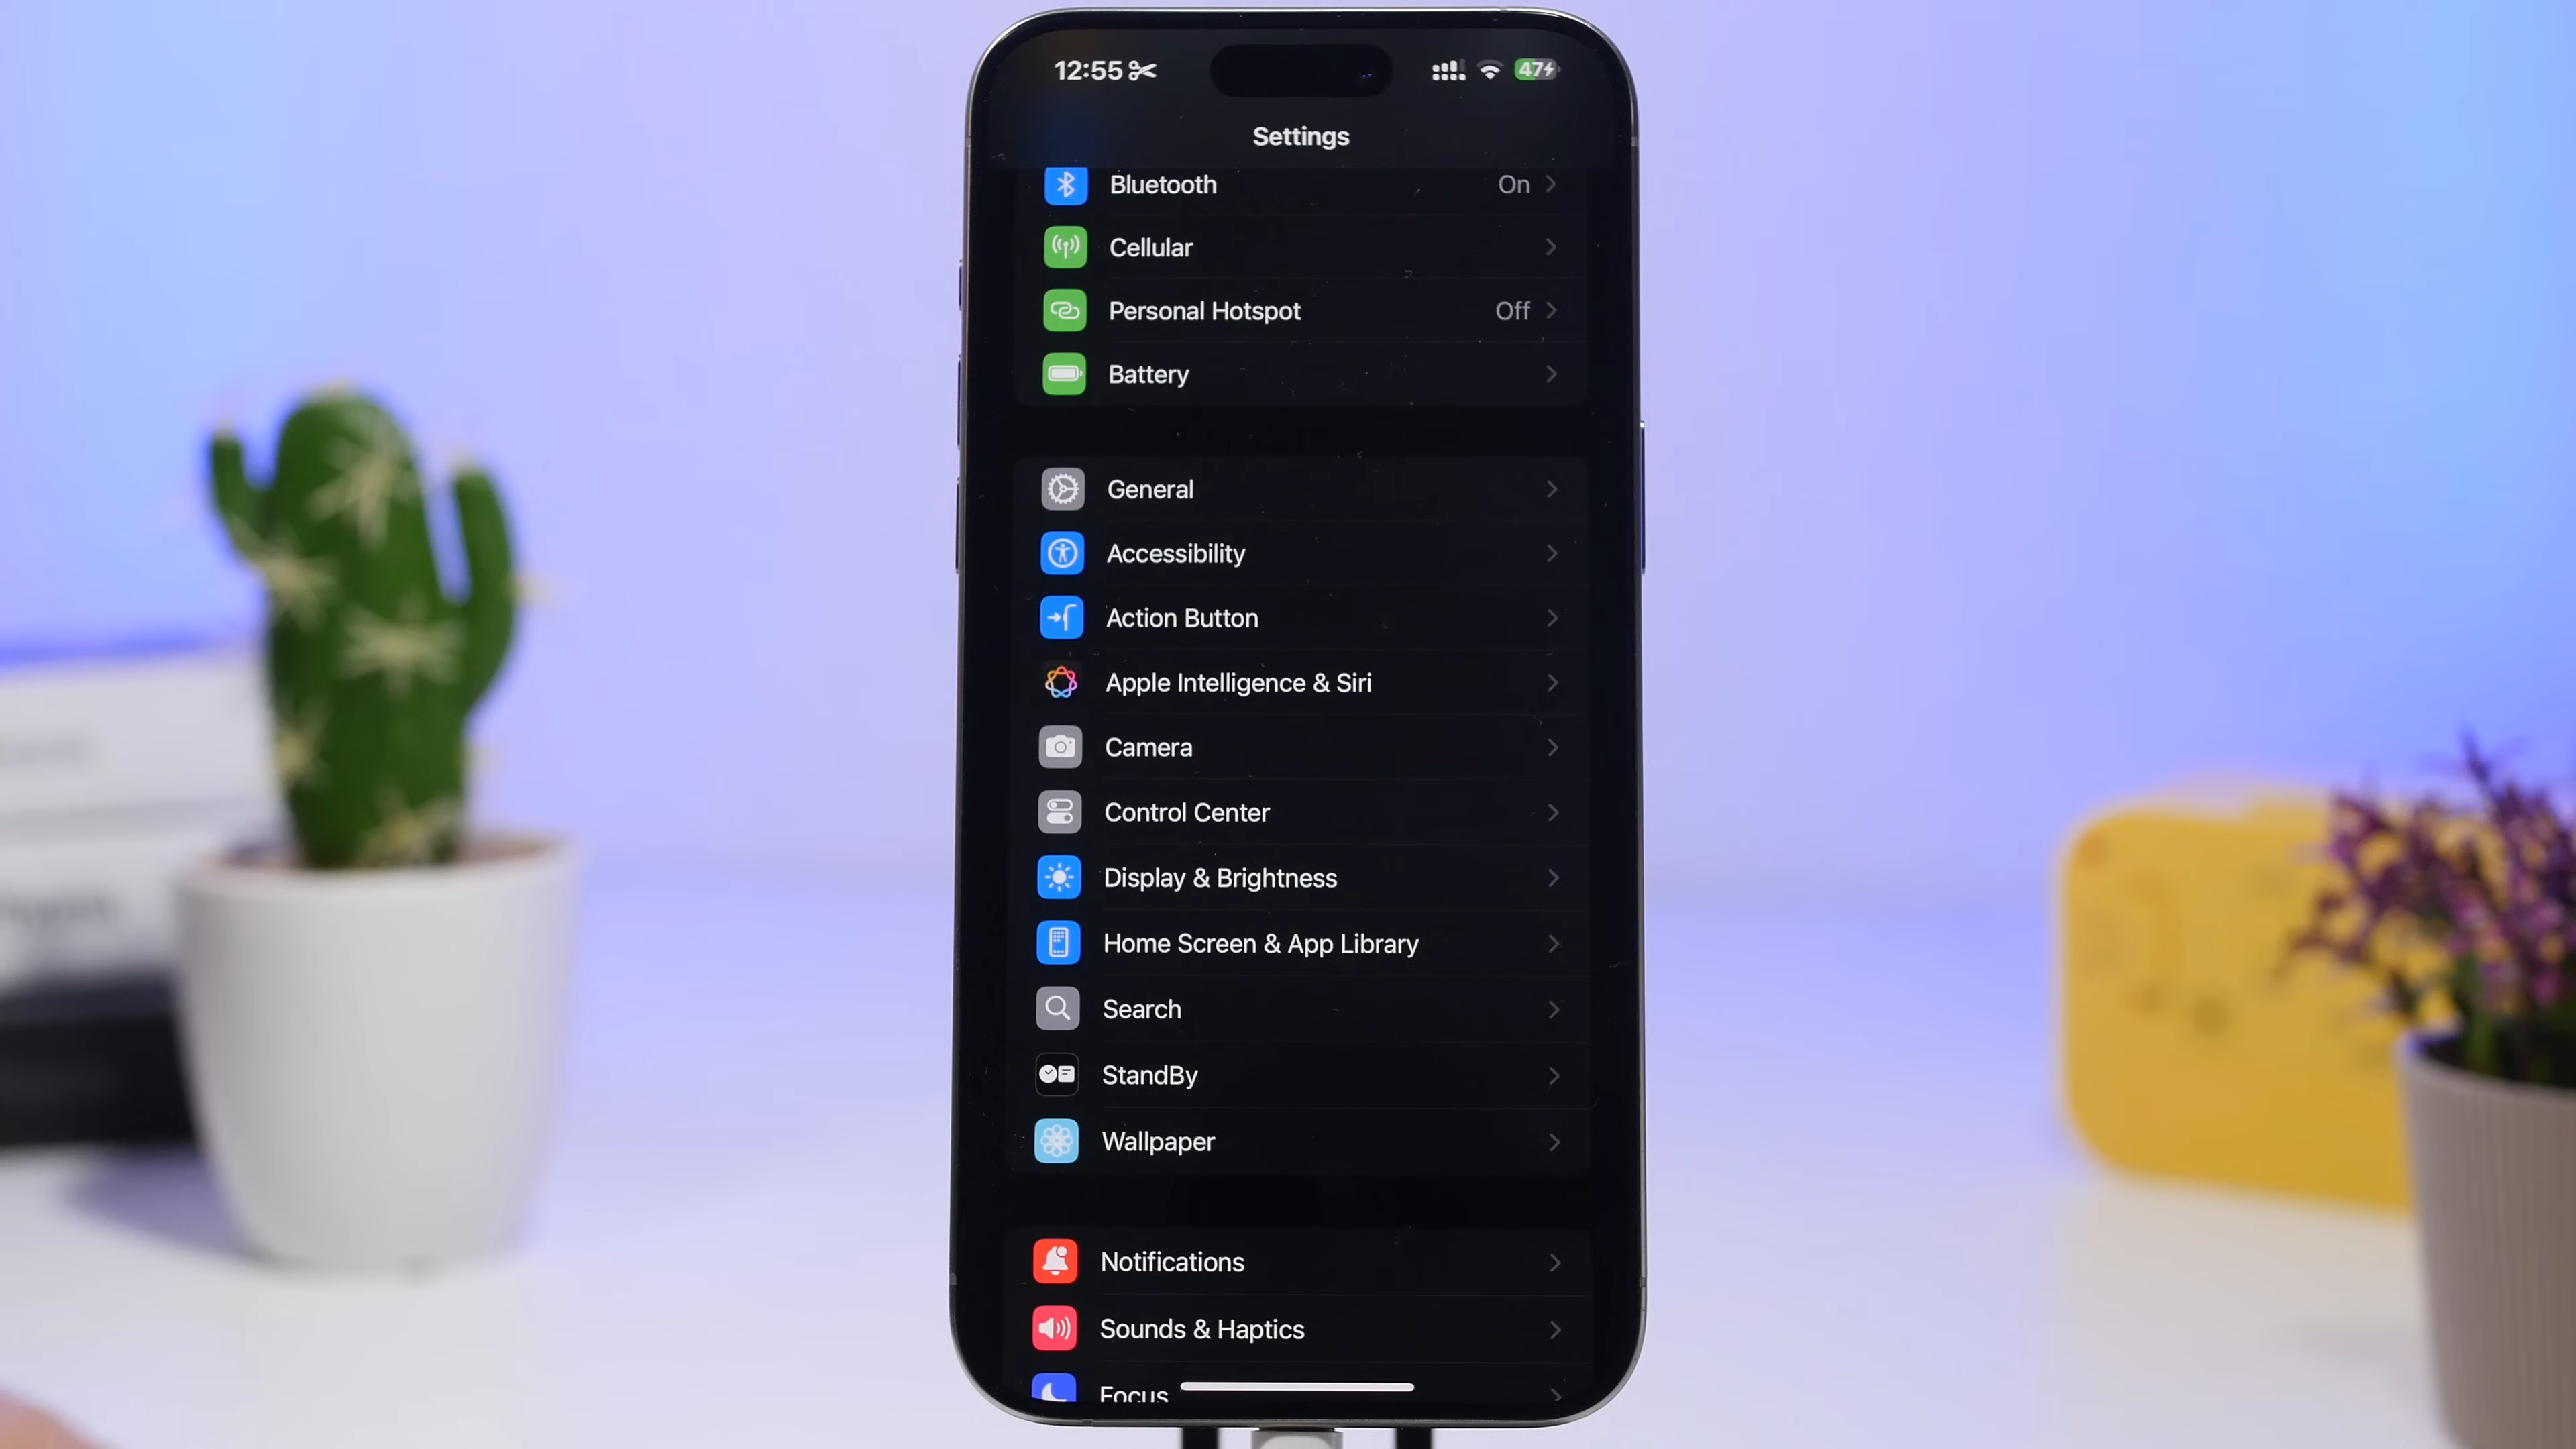 12:55
47
Settings
Bluetooth On
Cellular
Personal Hotspot Off
Battery
General
Accessibility
Action Button
Apple Intelligence & Siri
Camera
Control Center
Display & Brightness
Home Screen & App Library
Search
StandBy
Wallpaper
Notifications
Sounds & Haptics
Focus